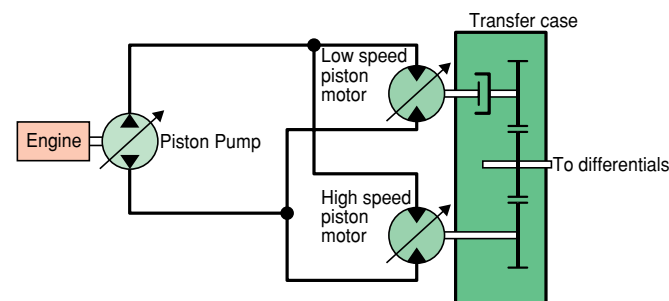 Transfer case
Low speed
piston
motor
Engine
Piston Pump
To differentials
High speed
piston
motor